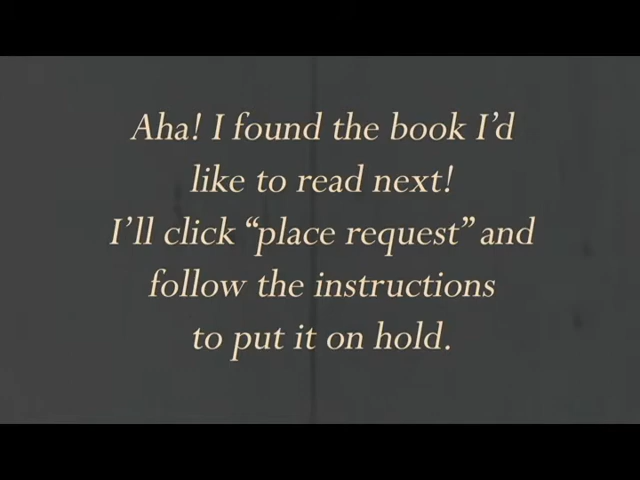 Aha! I found the book I’d
like to read next!
I’ll click “place request” and
follow the instructions
to put it on hold.